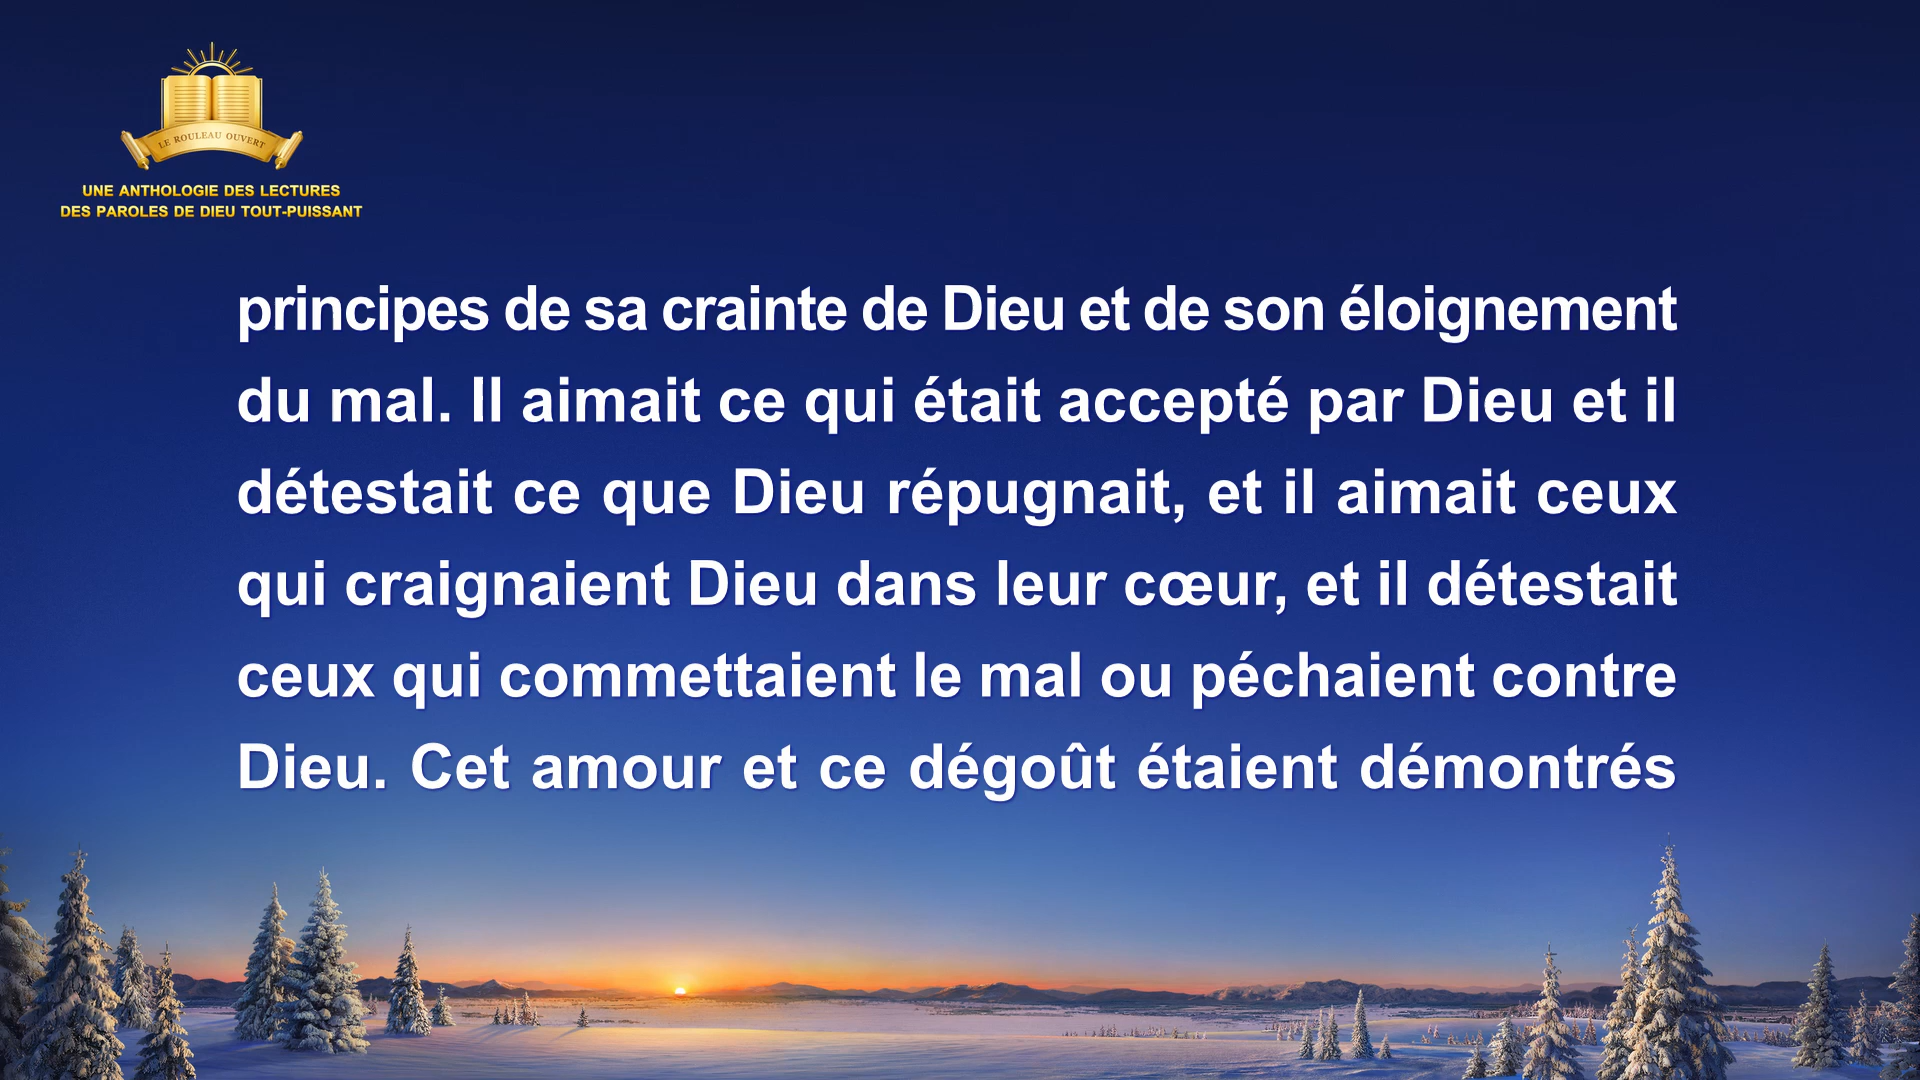 LE ROULEAU OUVERT
UNE ANTHOLOGIE DES LECTURES
DES PAROLES DE DIEU TOUT-PUISSANT
principes de sa crainte de Dieu et de son éloignement
du mal. Il aimait ce qui était accepté par Dieu et il
détestait ce que Dieu répugnait, et il aimait ceux
qui craignaient Dieu dans leur cœur, et il détestait
ceux qui commettaient le mal ou péchaient contre
Dieu. Cet amour et ce dégoût étaient démontrés